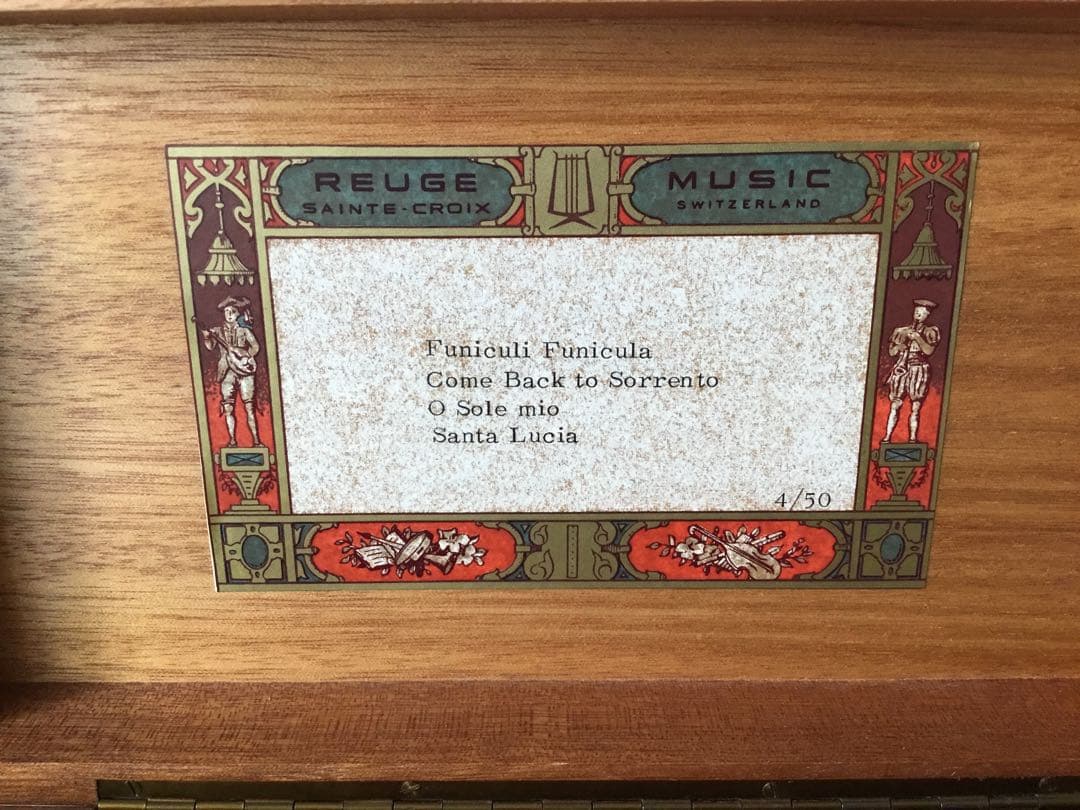 REUGE
SAINTE-CROIX
MUSIC
SWITZERLAND
Funiculi Funicula
Come Back to Sorrento
O Sole mio
Santa Lucia
4/50